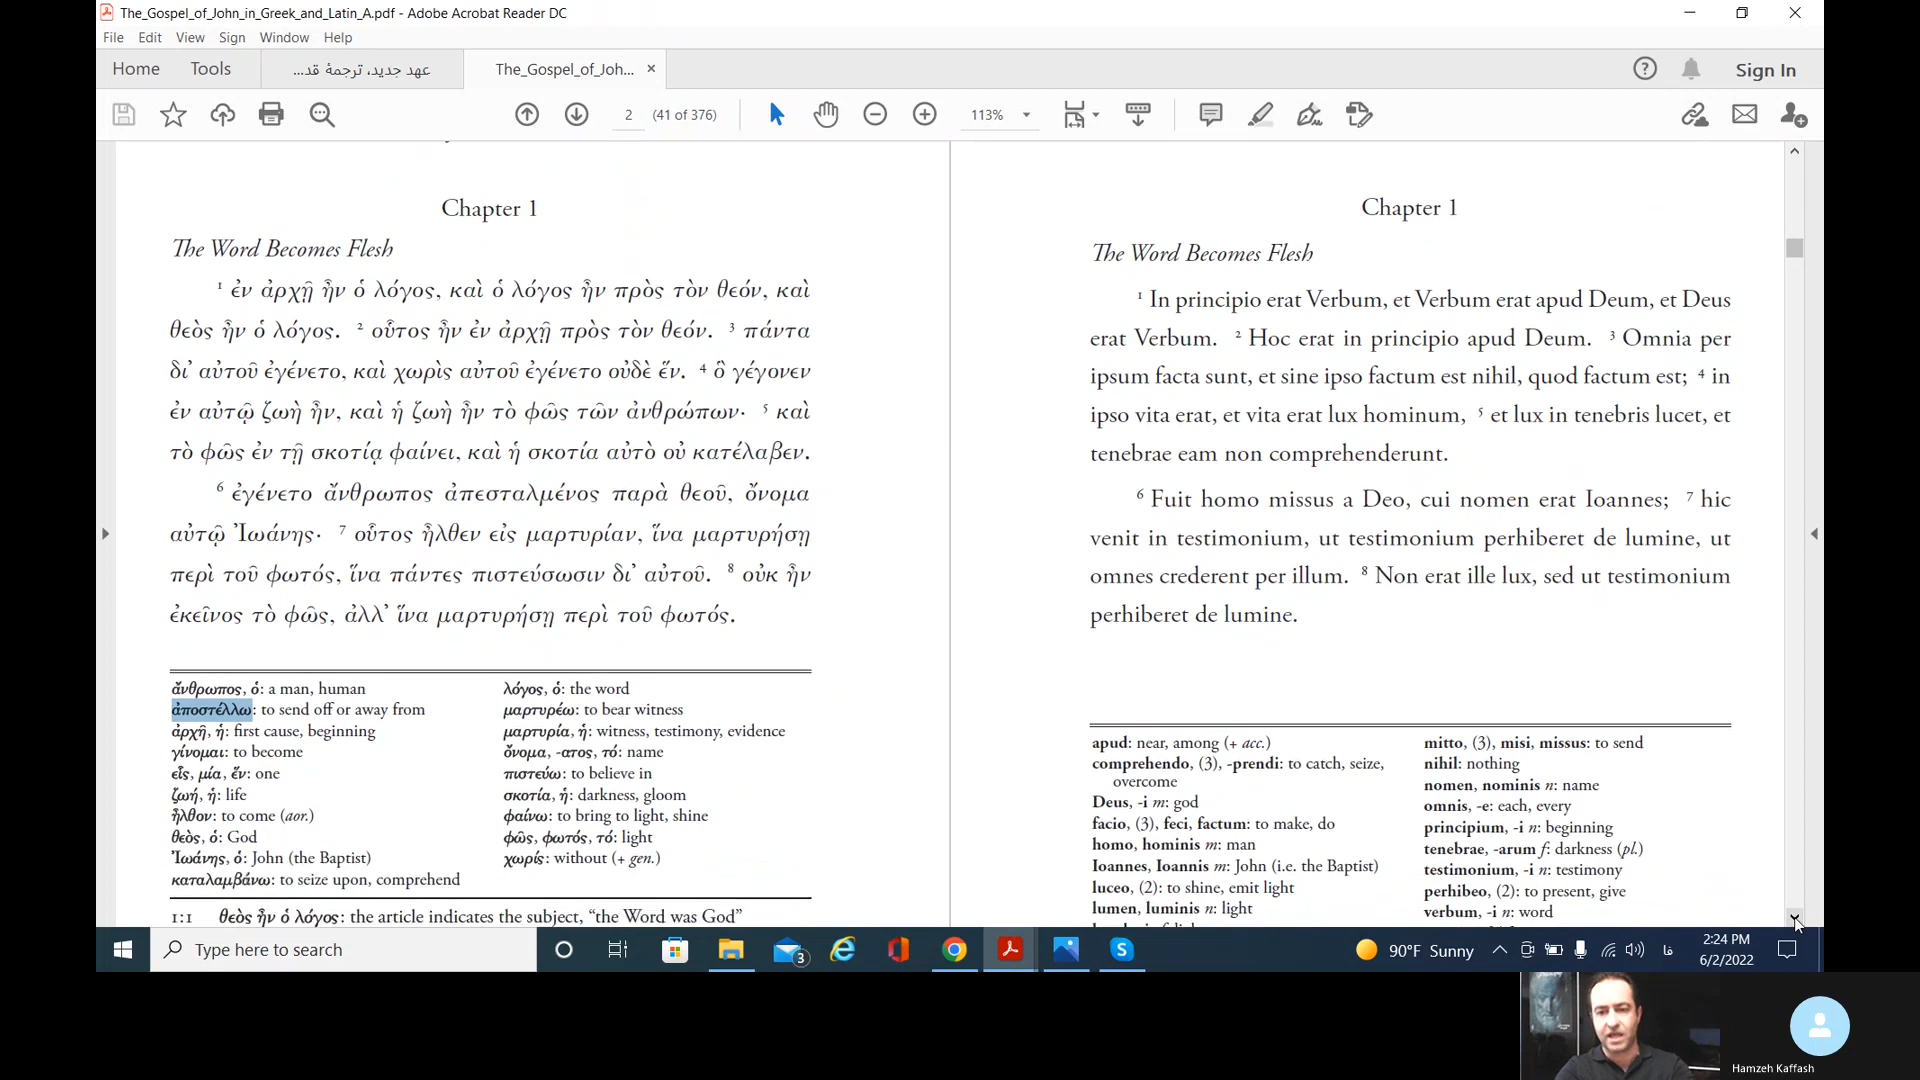 The_Gospel_of_John_in_Greek_and_Latin_A.pdf - Adobe Acrobat Reader DC
File Edit View Sign Window Help
Home Tools عهد جدید، ترجمهٔ قد... The_Gospel_of_Joh... × Sign In
2 (41 of 376) 113%
Chapter 1
The Word Becomes Flesh
1 ἐν ἀρχῇ ἦν ὁ λόγος, καὶ ὁ λόγος ἦν πρὸς τὸν θεόν, καὶ
θεὸς ἦν ὁ λόγος. 2 οὗτος ἦν ἐν ἀρχῇ πρὸς τὸν θεόν. 3 πάντα
δι’ αὐτοῦ ἐγένετο, καὶ χωρὶς αὐτοῦ ἐγένετο οὐδὲ ἕν. 4 ὃ γέγονεν
ἐν αὐτῷ ζωὴ ἦν, καὶ ἡ ζωὴ ἦν τὸ φῶς τῶν ἀνθρώπων· 5 καὶ
τὸ φῶς ἐν τῇ σκοτίᾳ φαίνει, καὶ ἡ σκοτία αὐτὸ οὐ κατέλαβεν.
6 ἐγένετο ἄνθρωπος ἀπεσταλμένος παρὰ θεοῦ, ὄνομα
αὐτῷ Ἰωάνης· 7 οὗτος ἦλθεν εἰς μαρτυρίαν, ἵνα μαρτυρήσῃ
περὶ τοῦ φωτός, ἵνα πάντες πιστεύσωσιν δι’ αὐτοῦ. 8 οὐκ ἦν
ἐκεῖνος τὸ φῶς, ἀλλ’ ἵνα μαρτυρήσῃ περὶ τοῦ φωτός.
ἄνθρωπος, ὁ: a man, human
ἀποστέλλω: to send off or away from
ἀρχῆ, ἡ: first cause, beginning
γίνομαι: to become
εἷς, μία, ἕν: one
ζωή, ἡ: life
ἦλθον: to come (aor.)
θεὸς, ὁ: God
Ἰωάνης, ὁ: John (the Baptist)
καταλαμβάνω: to seize upon, comprehend
λόγος, ὁ: the word
μαρτυρέω: to bear witness
μαρτυρία, ἡ: witness, testimony, evidence
ὄνομα, -ατος, τό: name
πιστεύω: to believe in
σκοτία, ἡ: darkness, gloom
φαίνω: to bring to light, shine
φῶς, φωτός, τό: light
χωρίς: without (+ gen.)
1:1 θεὸς ἦν ὁ λόγος: the article indicates the subject, “the Word was God”
Chapter 1
The Word Becomes Flesh
1 In principio erat Verbum, et Verbum erat apud Deum, et Deus
erat Verbum. 2 Hoc erat in principio apud Deum. 3 Omnia per
ipsum facta sunt, et sine ipso factum est nihil, quod factum est; 4 in
ipso vita erat, et vita erat lux hominum, 5 et lux in tenebris lucet, et
tenebrae eam non comprehenderunt.
6 Fuit homo missus a Deo, cui nomen erat Ioannes; 7 hic
venit in testimonium, ut testimonium perhiberet de lumine, ut
omnes crederent per illum. 8 Non erat ille lux, sed ut testimonium
perhiberet de lumine.
apud: near, among (+ acc.)
comprehendo, (3), -prendi: to catch, seize,
overcome
Deus, -i m: god
facio, (3), feci, factum: to make, do
homo, hominis m: man
Ioannes, Ioannis m: John (i.e. the Baptist)
luceo, (2): to shine, emit light
lumen, luminis n: light
mitto, (3), misi, missus: to send
nihil: nothing
nomen, nominis n: name
omnis, -e: each, every
principium, -i n: beginning
tenebrae, -arum f: darkness (pl.)
testimonium, -i n: testimony
perhibeo, (2): to present, give
verbum, -i n: word
Type here to search 3 90°F Sunny فا 2:24 PM
6/2/2022
Hamzeh Kaffash